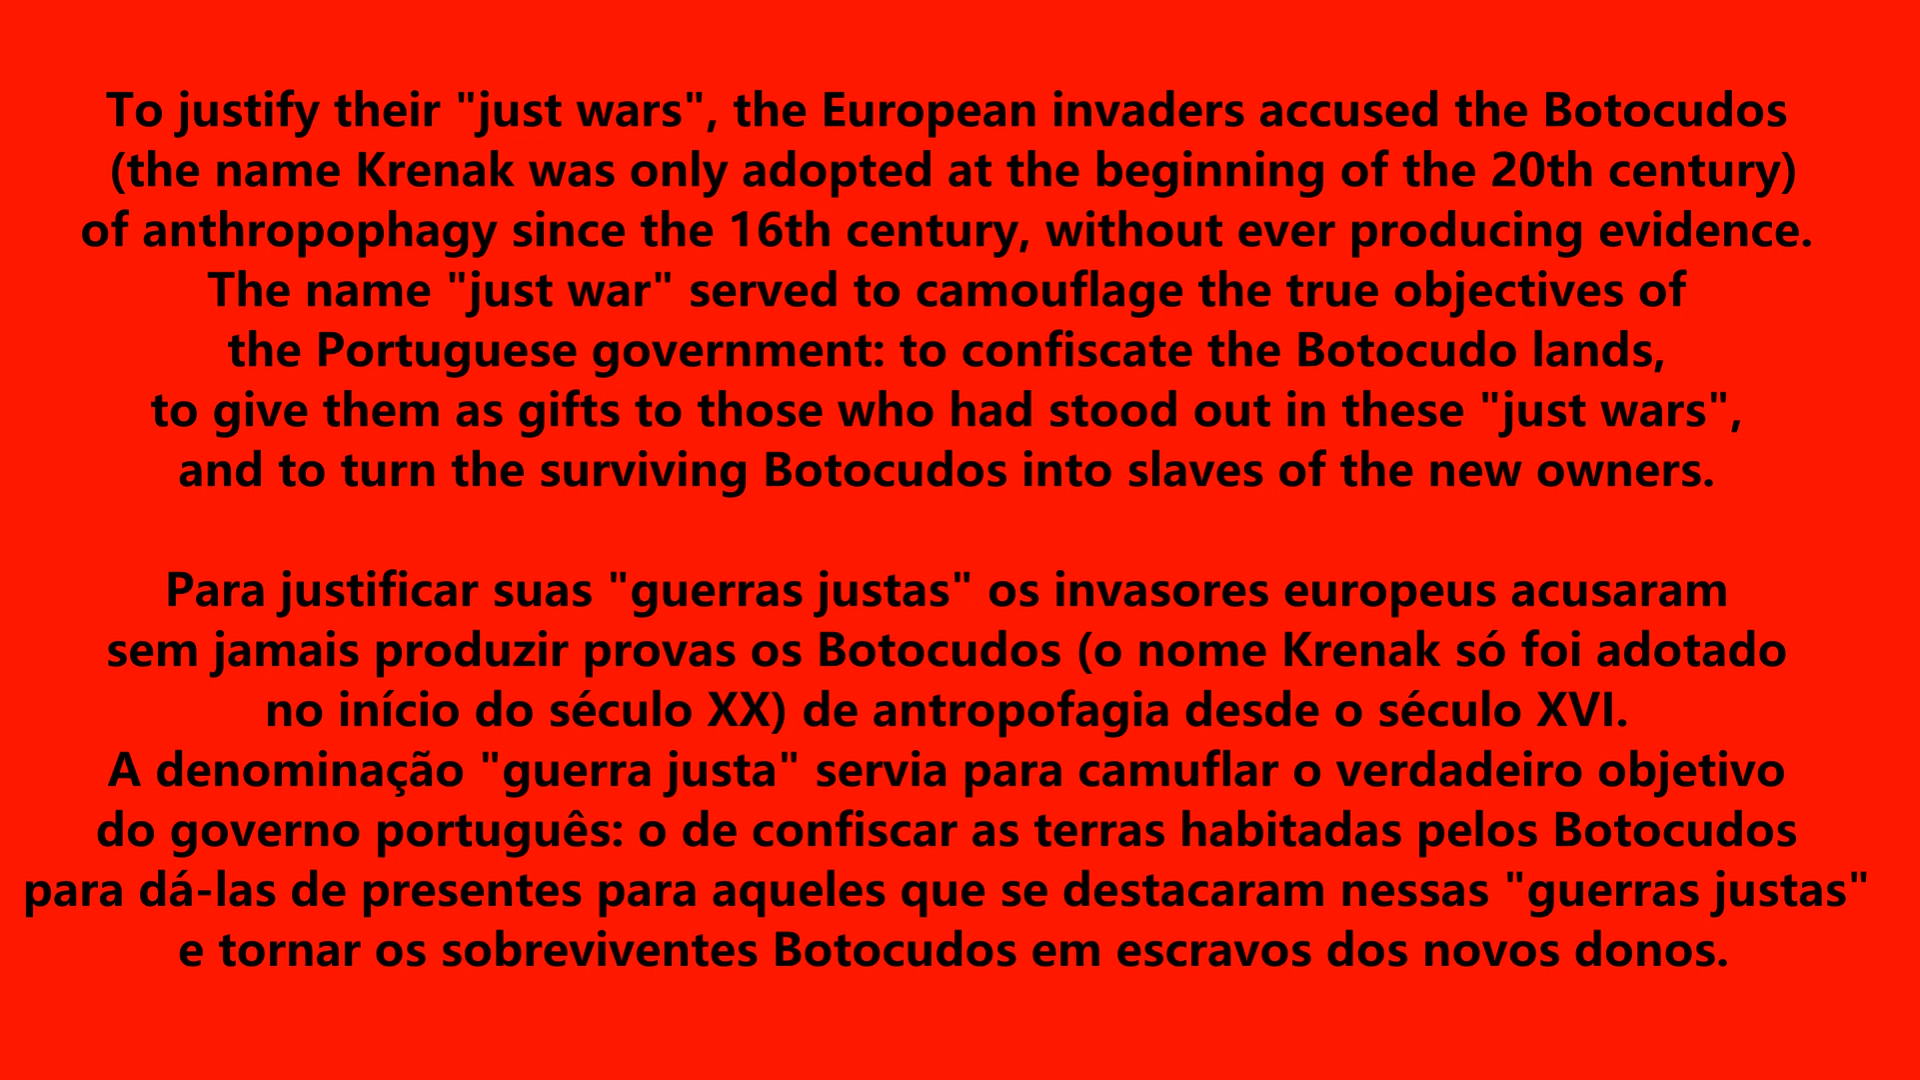 To justify their "just wars", the European invaders accused the Botocudos
(the name Krenak was only adopted at the beginning of the 20th century)
of anthropophagy since the 16th century, without ever producing evidence.
The name "just war" served to camouflage the true objectives of
the Portuguese government: to confiscate the Botocudo lands,
to give them as gifts to those who had stood out in these "just wars",
and to turn the surviving Botocudos into slaves of the new owners.
Para justificar suas "guerras justas" os invasores europeus acusaram
sem jamais produzir provas os Botocudos (o nome Krenak só foi adotado
no início do século XX) de antropofagia desde o século XVI.
A denominação "guerra justa" servia para camuflar o verdadeiro objetivo
do governo português: o de confiscar as terras habitadas pelos Botocudos
para dá-las de presentes para aqueles que se destacaram nessas "guerras justas"
e tornar os sobreviventes Botocudos em escravos dos novos donos.